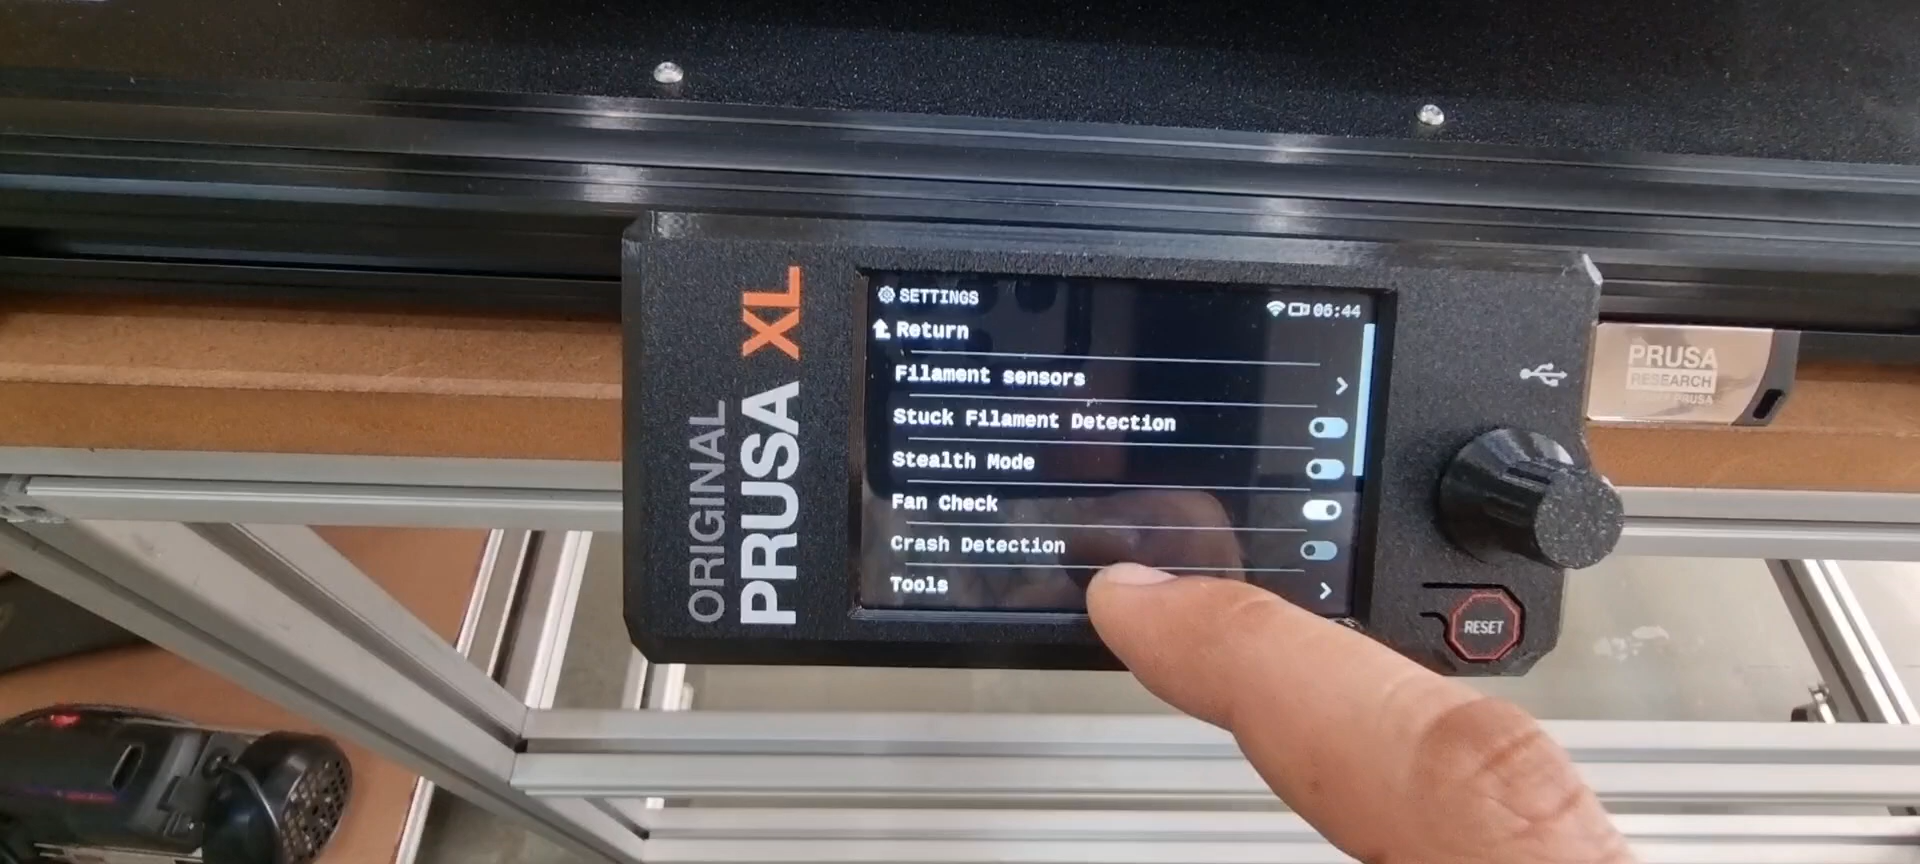 ORIGINAL
PRUSA XL
SETTINGS
06:44
Return
Filament sensors
Stuck Filament Detection
Stealth Mode
Fan Check
Crash Detection
Tools
RESET
PRUSA
RESEARCH
PRUSA